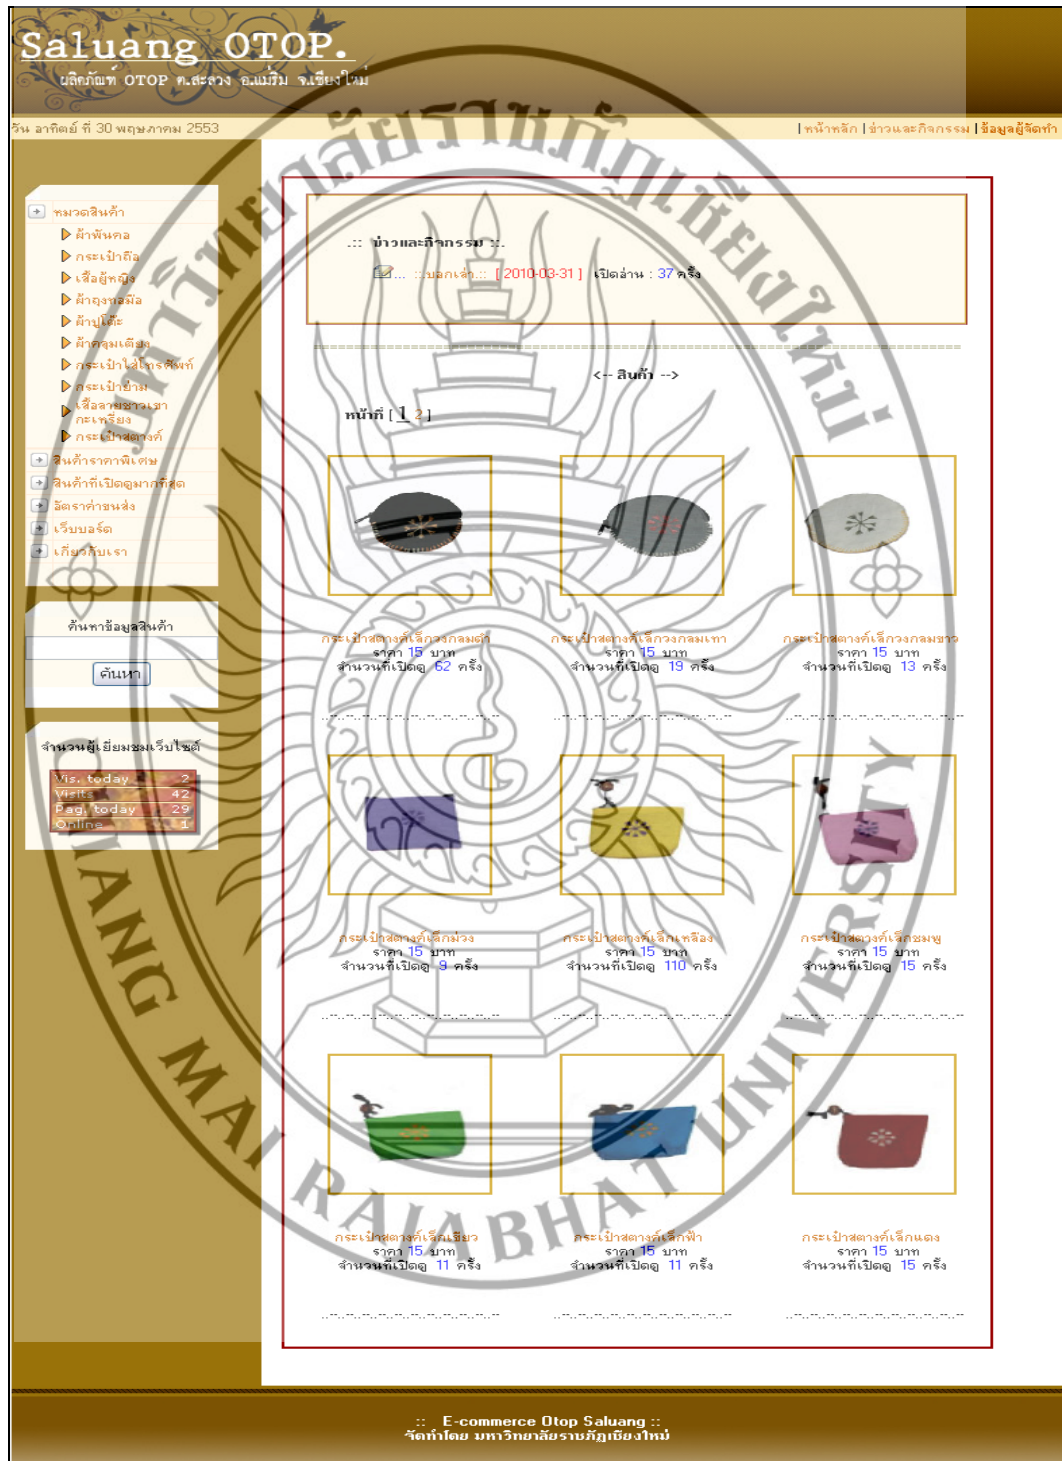 Saluang OTOP.
ผลิตภัณฑ์ OTOP ต.สะลวง อ.แม่ริม จ.เชียงใหม่
วัน อาทิตย์ ที่ 30 พฤษภาคม 2553
|หน้าหลัก |ข่าวและกิจกรรม |ข้อมูลผู้จัดทำ
หมวดสินค้า
ผ้าพันคอ
กระเป๋าถือ
เสื้อผู้หญิง
ผ้าถุงทอมือ
ผ้าปูโต๊ะ
ผ้าคลุมเตียง
กระเป๋าใส่โทรศัพท์
กระเป๋าย่าม
เสื้อลายชาวเขา
กะเหรี่ยง
กระเป๋าสตางค์
สินค้าราคาพิเศษ
สินค้าที่เปิดดูมากที่สุด
อัตราค่าขนส่ง
เว็บบอร์ด
เกี่ยวกับเรา
ค้นหาข้อมูลสินค้า
ค้นหา
จำนวนผู้เยี่ยมชมเว็บไซต์
Vis. today 2
Visits 42
Pag. today 29
Online 1
.:: ข่าวและกิจกรรม ::.
... ::บอกเล่า.:: [ 2010-03-31 ] เปิดอ่าน : 37 ครั้ง
<-- สินค้า -->
หน้าที่ [ 1 2 ]
กระเป๋าสตางค์เล็กวงกลมดำ
ราคา 15 บาท
จำนวนที่เปิดดู 62 ครั้ง
กระเป๋าสตางค์เล็กวงกลมเทา
ราคา 15 บาท
จำนวนที่เปิดดู 19 ครั้ง
กระเป๋าสตางค์เล็กวงกลมขาว
ราคา 15 บาท
จำนวนที่เปิดดู 13 ครั้ง
กระเป๋าสตางค์เล็กม่วง
ราคา 15 บาท
จำนวนที่เปิดดู 9 ครั้ง
กระเป๋าสตางค์เล็กเหลือง
ราคา 15 บาท
จำนวนที่เปิดดู 110 ครั้ง
กระเป๋าสตางค์เล็กชมพู
ราคา 15 บาท
จำนวนที่เปิดดู 15 ครั้ง
กระเป๋าสตางค์เล็กเขียว
ราคา 15 บาท
จำนวนที่เปิดดู 11 ครั้ง
กระเป๋าสตางค์เล็กฟ้า
ราคา 15 บาท
จำนวนที่เปิดดู 11 ครั้ง
กระเป๋าสตางค์เล็กแดง
ราคา 15 บาท
จำนวนที่เปิดดู 15 ครั้ง
:: E-commerce Otop Saluang ::
จัดทำโดย มหาวิทยาลัยราชภัฏเชียงใหม่
มหาวิทยาลัยราชภัฏเชียงใหม่
CHIANG MAI RAJABHAT UNIVERSITY